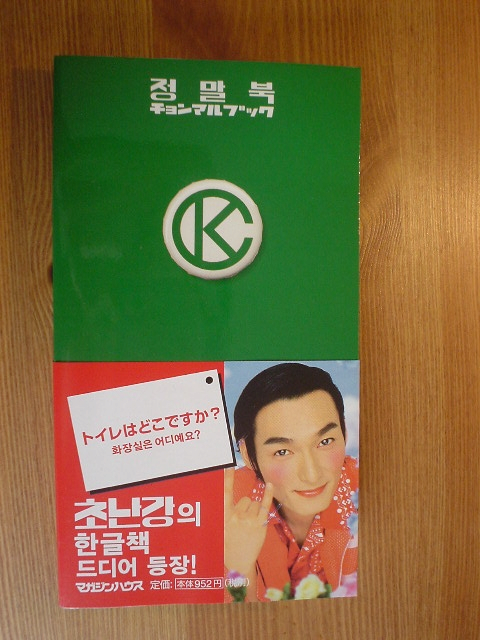 정말북
チョンマルブック
KC
トイレはどこですか?
화장실은 어디예요?
초난강의
한글책
드디어 등장!
マガジンハウス 定価:本体952円(税別)